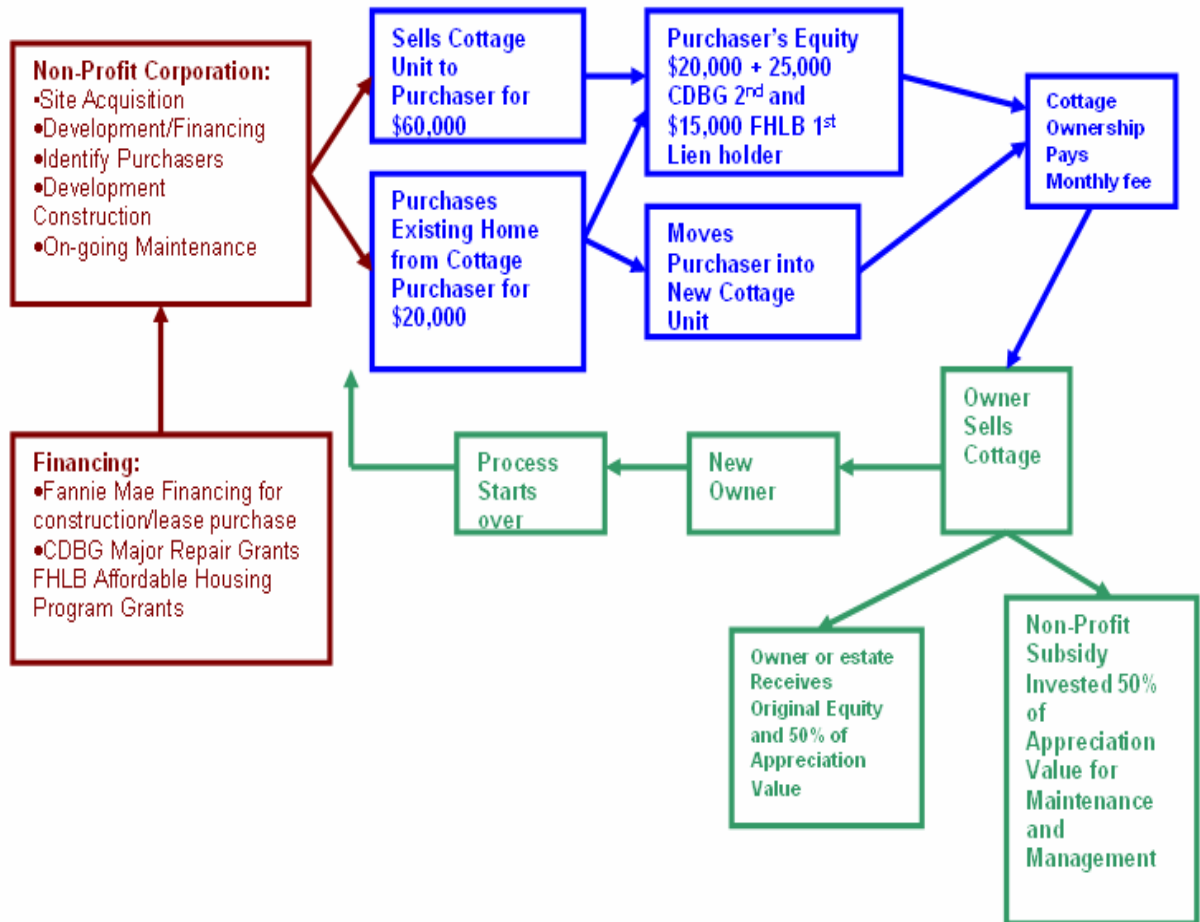 Non-Profit Corporation:
•Site Acquisition
•Development/Financing
•Identify Purchasers
•Development
Construction
•On-going Maintenance
Sells Cottage
Unit to
Purchaser for
$60,000
Purchaser's Equity
$20,000 + 25,000
CDBG 2nd and
$15,000 FHLB 1st
Lien holder
Cottage
Ownership
Pays
Monthly fee
Purchases
Existing Home
from Cottage
Purchaser for
$20,000
Moves
Purchaser into
New Cottage
Unit
Financing:
•Fannie Mae Financing for
construction/lease purchase
•CDBG Major Repair Grants
FHLB Affordable Housing
Program Grants
Process
Starts
over
New
Owner
Owner
Sells
Cottage
Owner or estate
Receives
Original Equity
and 50% of
Appreciation
Value
Non-Profit
Subsidy
Invested 50%
of
Appreciation
Value for
Maintenance
and
Management